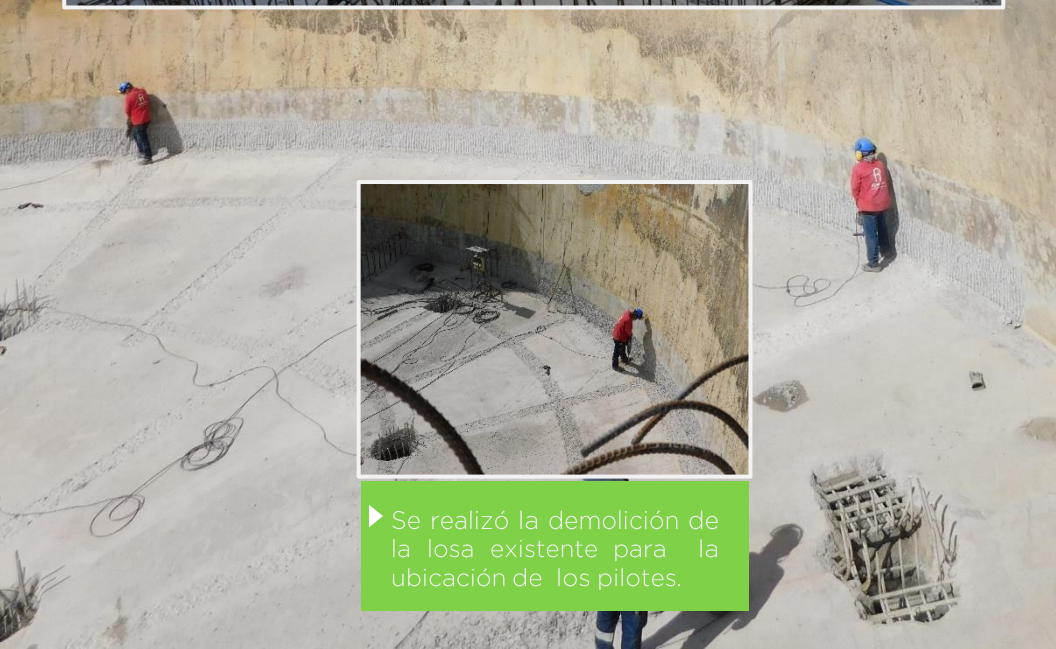 Se realizó la demolición de
la losa existente para la
ubicación de los pilotes.